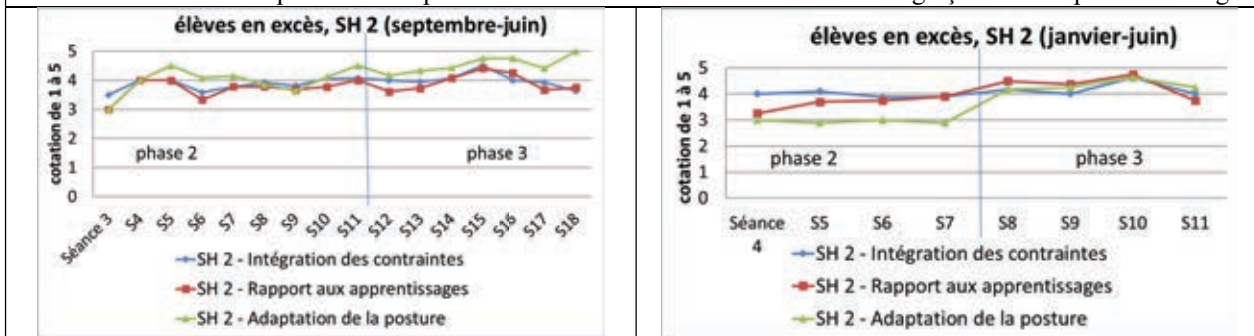 élèves en excès, SH 2 (septembre-juin)
cotation de 1 à 5
5
4
3
2
1
0
phase 2
phase 3
Séance 3
S4
S5
S6
S7
S8
S9
S10
S11
S12
S13
S14
S15
S16
S17
S18
SH 2 - Intégration des contraintes
SH 2 - Rapport aux apprentissages
SH 2 - Adaptation de la posture
élèves en excès, SH 2 (janvier-juin)
cotation de 1 à 5
5
4
3
2
1
0
phase 2
phase 3
Séance 4
S5
S6
S7
S8
S9
S10
S11
SH 2 - Intégration des contraintes
SH 2 - Rapport aux apprentissages
SH 2 - Adaptation de la posture